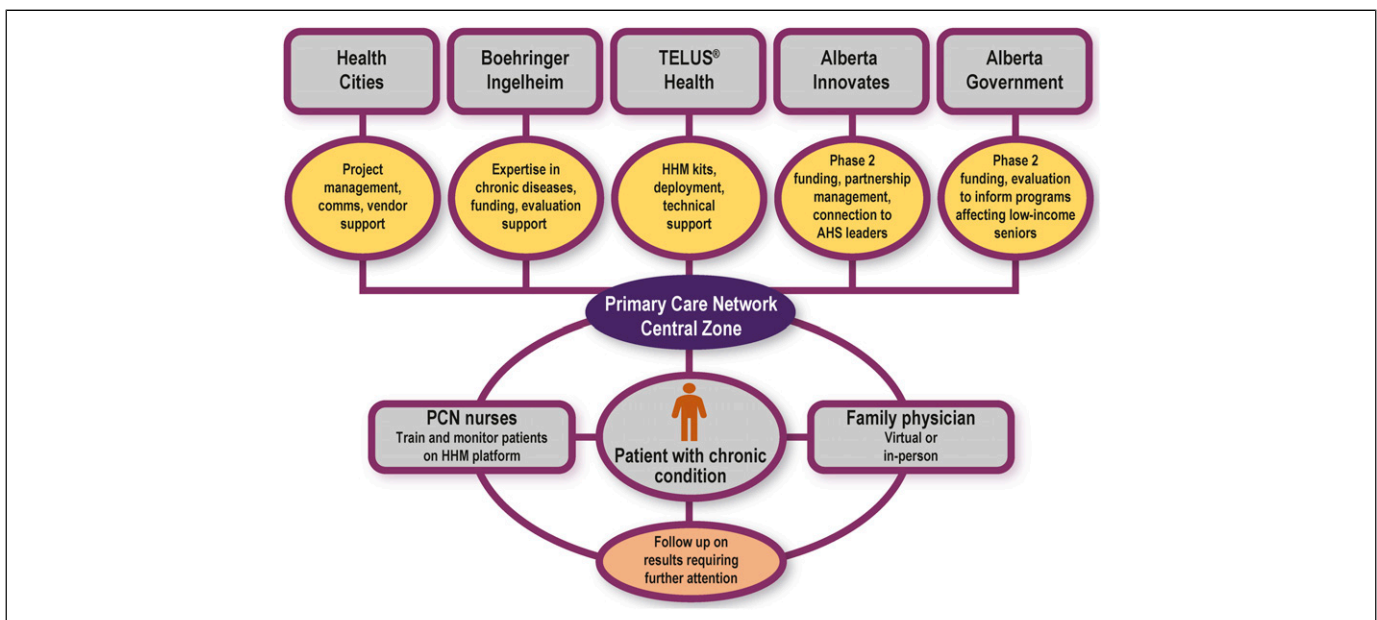 Health
Cities
Boehringer
Ingelheim
TELUS®
Health
Alberta
Innovates
Alberta
Government
Project
management,
comms, vendor
support
Expertise in
chronic diseases,
funding, evaluation
support
HHM kits,
deployment,
technical
support
Phase 2
funding, partnership
management,
connection to
AHS leaders
Phase 2
funding, evaluation
to inform programs
affecting low-income
seniors
Primary Care Network
Central Zone
PCN nurses
Train and monitor patients
on HHM platform
Patient with chronic
condition
Family physician
Virtual or
in-person
Follow up on
results requiring
further attention